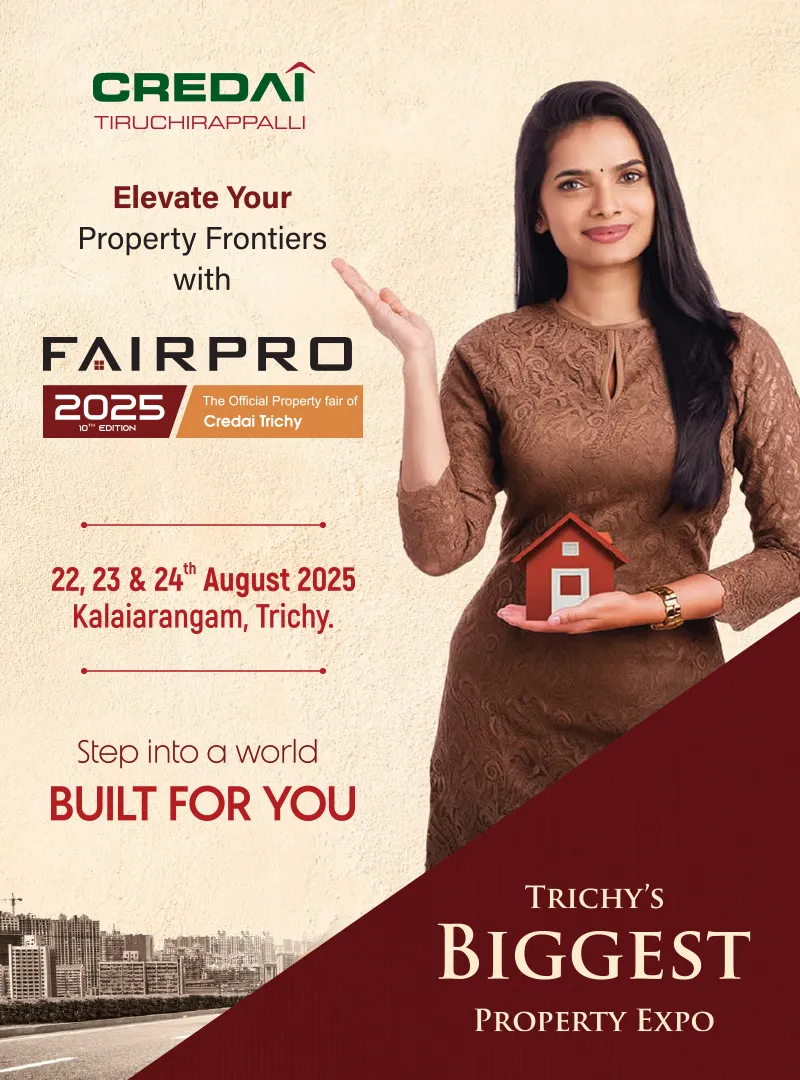 CREDAI
TIRUCHIRAPPALLI
Elevate Your
Property Frontiers
with
FAIRPRO
2025
10TH EDITION
The Official Property fair of
Credai Trichy
22, 23 & 24th August 2025
Kalaiarangam, Trichy.
Step into a world
BUILT FOR YOU
TRICHY'S
BIGGEST
PROPERTY EXPO